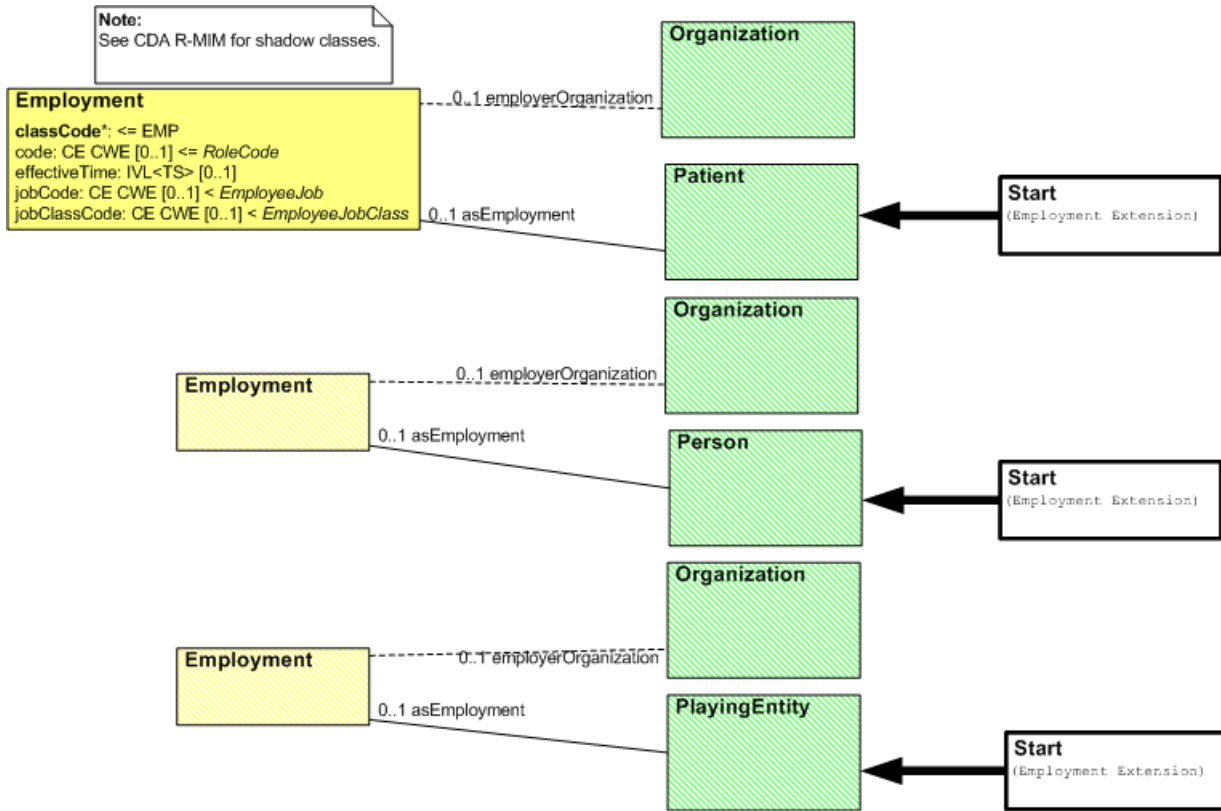 Note:
See CDA R-MIM for shadow classes.
Organization
Employment
0..1 employerOrganization
classCode*: <= EMP
code: CE CWE [0..1] <= RoleCode
effectiveTime: IVL<TS> [0..1]
jobCode: CE CWE [0..1] < EmployeeJob
jobClassCode: CE CWE [0..1] < EmployeeJobClass
Patient
0..1 asEmployment
Start
(Employment Extension)
Organization
0..1 employerOrganization
Employment
0..1 asEmployment
Person
Start
(Employment Extension)
Organization
Employment
0..1 employerOrganization
0..1 asEmployment
PlayingEntity
Start
(Employment Extension)